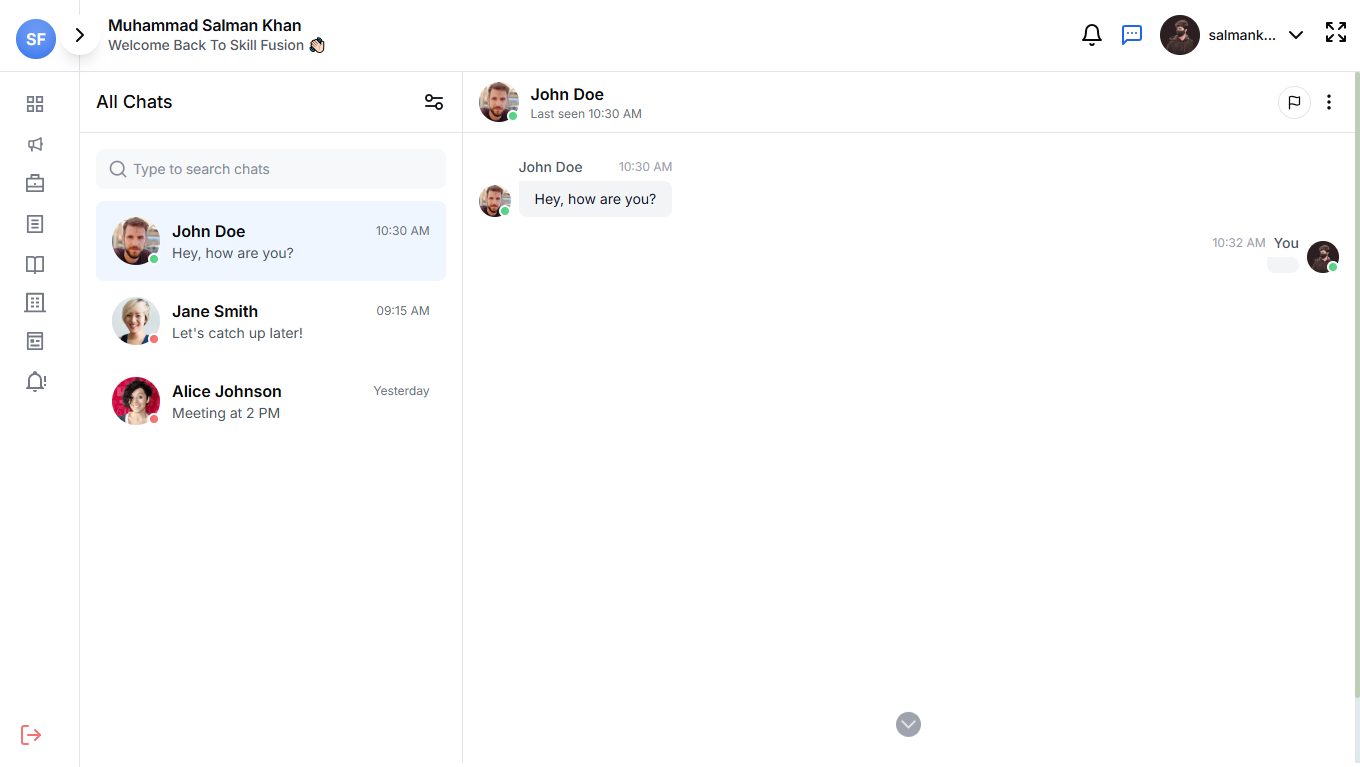 SF
Muhammad Salman Khan
Welcome Back To Skill Fusion 👋🏻
salmank...
All Chats
Type to search chats
John Doe 10:30 AM
Hey, how are you?
Jane Smith 09:15 AM
Let's catch up later!
Alice Johnson Yesterday
Meeting at 2 PM
John Doe
Last seen 10:30 AM
John Doe 10:30 AM
Hey, how are you?
10:32 AM You